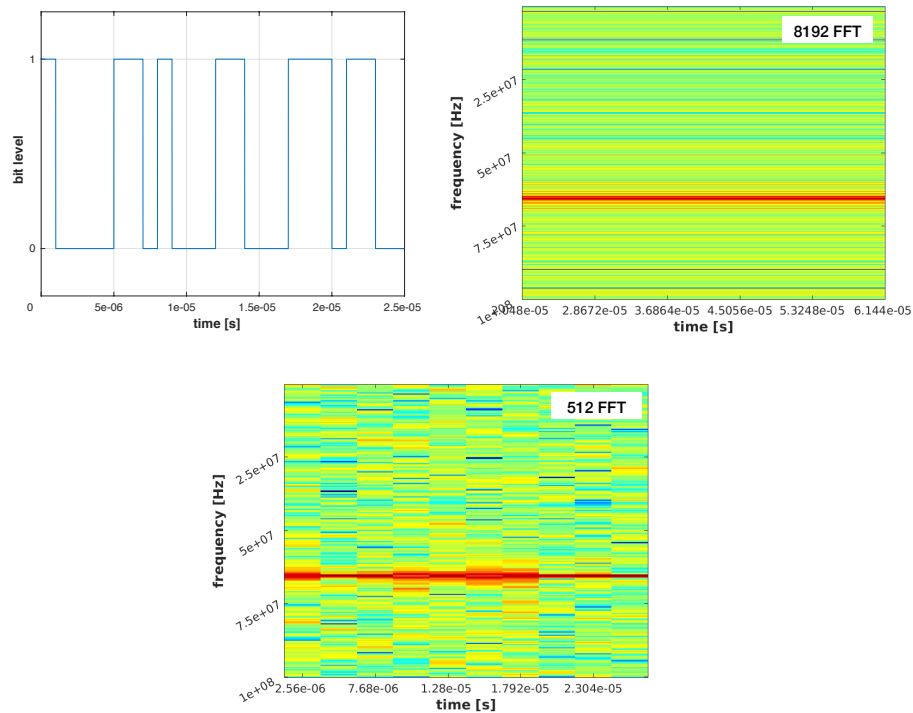 bit level
1
0
0 5e-06 1e-05 1.5e-05 2e-05 2.5e-05
time [s]
8192 FFT
frequency [Hz]
2.5e+07
5e+07
7.5e+07
1e+08
2.048e-05 2.8672e-05 3.6864e-05 4.5056e-05 5.3248e-05 6.144e-05
time [s]
512 FFT
frequency [Hz]
2.5e+07
5e+07
7.5e+07
1e+08
2.56e-06 7.68e-06 1.28e-05 1.792e-05 2.304e-05
time [s]